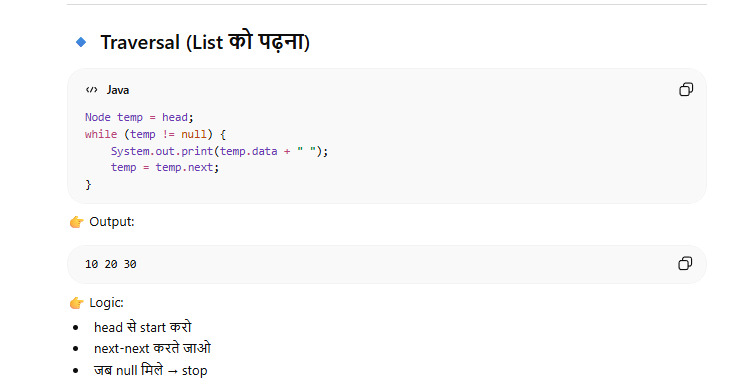 Traversal (List को पढ़ना)
Java
Node temp = head;
while (temp != null) {
    System.out.print(temp.data + " ");
    temp = temp.next;
}
👉 Output:
10 20 30
👉 Logic:
• head से start करो
• next-next करते जाओ
• जब null मिले → stop